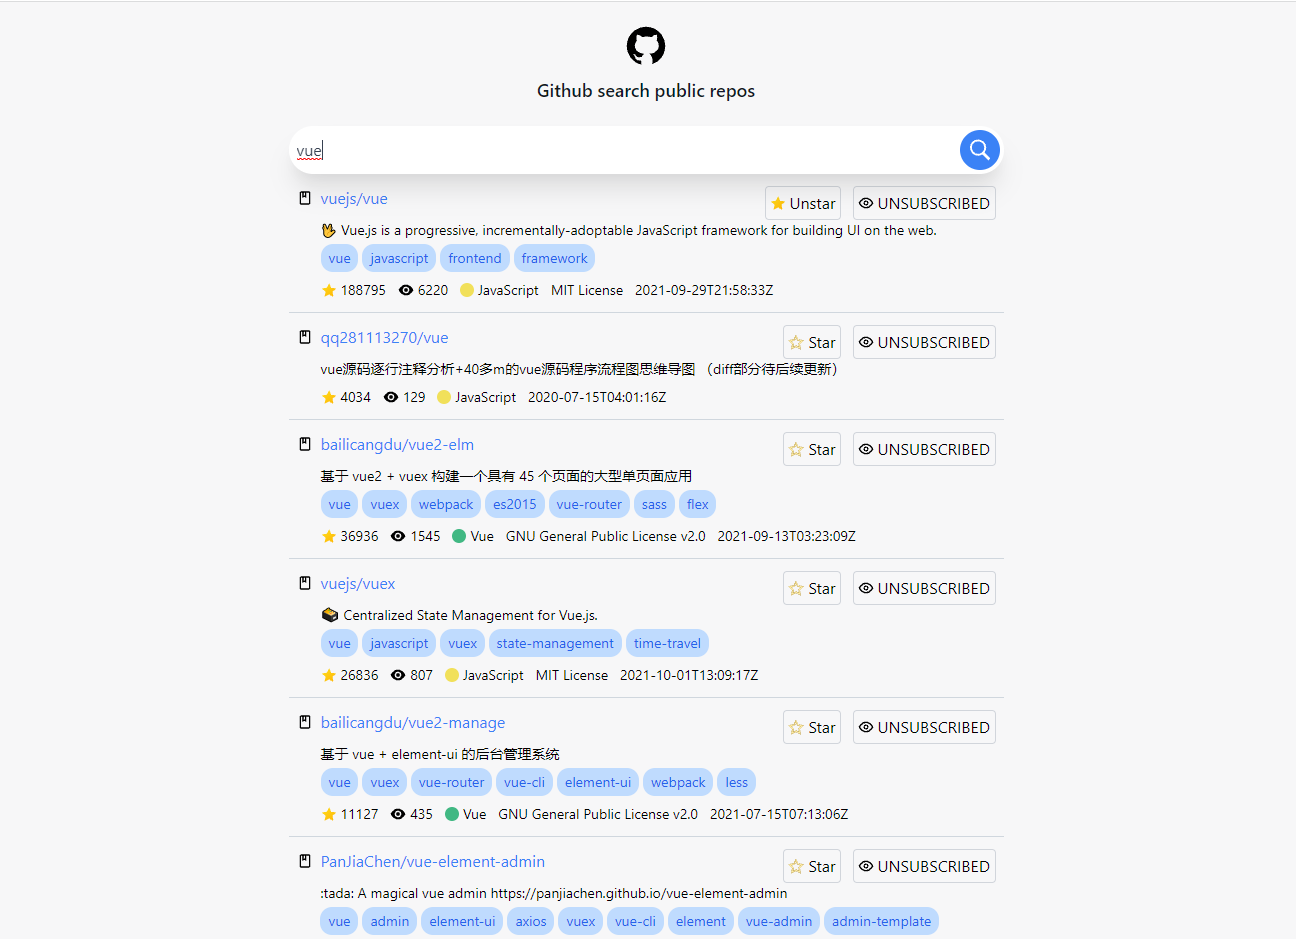 Github search public repos
vue
vuejs/vue Unstar UNSUBSCRIBED
Vue.js is a progressive, incrementally-adoptable JavaScript framework for building UI on the web.
vue javascript frontend framework
188795 6220 JavaScript MIT License 2021-09-29T21:58:33Z
qq281113270/vue Star UNSUBSCRIBED
vue源码逐行注释分析+40多m的vue源码程序流程图思维导图 （diff部分待后续更新）
4034 129 JavaScript 2020-07-15T04:01:16Z
bailicangdu/vue2-elm Star UNSUBSCRIBED
基于 vue2 + vuex 构建一个具有 45 个页面的大型单页面应用
vue vuex webpack es2015 vue-router sass flex
36936 1545 Vue GNU General Public License v2.0 2021-09-13T03:23:09Z
vuejs/vuex Star UNSUBSCRIBED
Centralized State Management for Vue.js.
vue javascript vuex state-management time-travel
26836 807 JavaScript MIT License 2021-10-01T13:09:17Z
bailicangdu/vue2-manage Star UNSUBSCRIBED
基于 vue + element-ui 的后台管理系统
vue vuex vue-router vue-cli element-ui webpack less
11127 435 Vue GNU General Public License v2.0 2021-07-15T07:13:06Z
PanJiaChen/vue-element-admin Star UNSUBSCRIBED
:tada: A magical vue admin https://panjiachen.github.io/vue-element-admin
vue admin element-ui axios vuex vue-cli element vue-admin admin-template